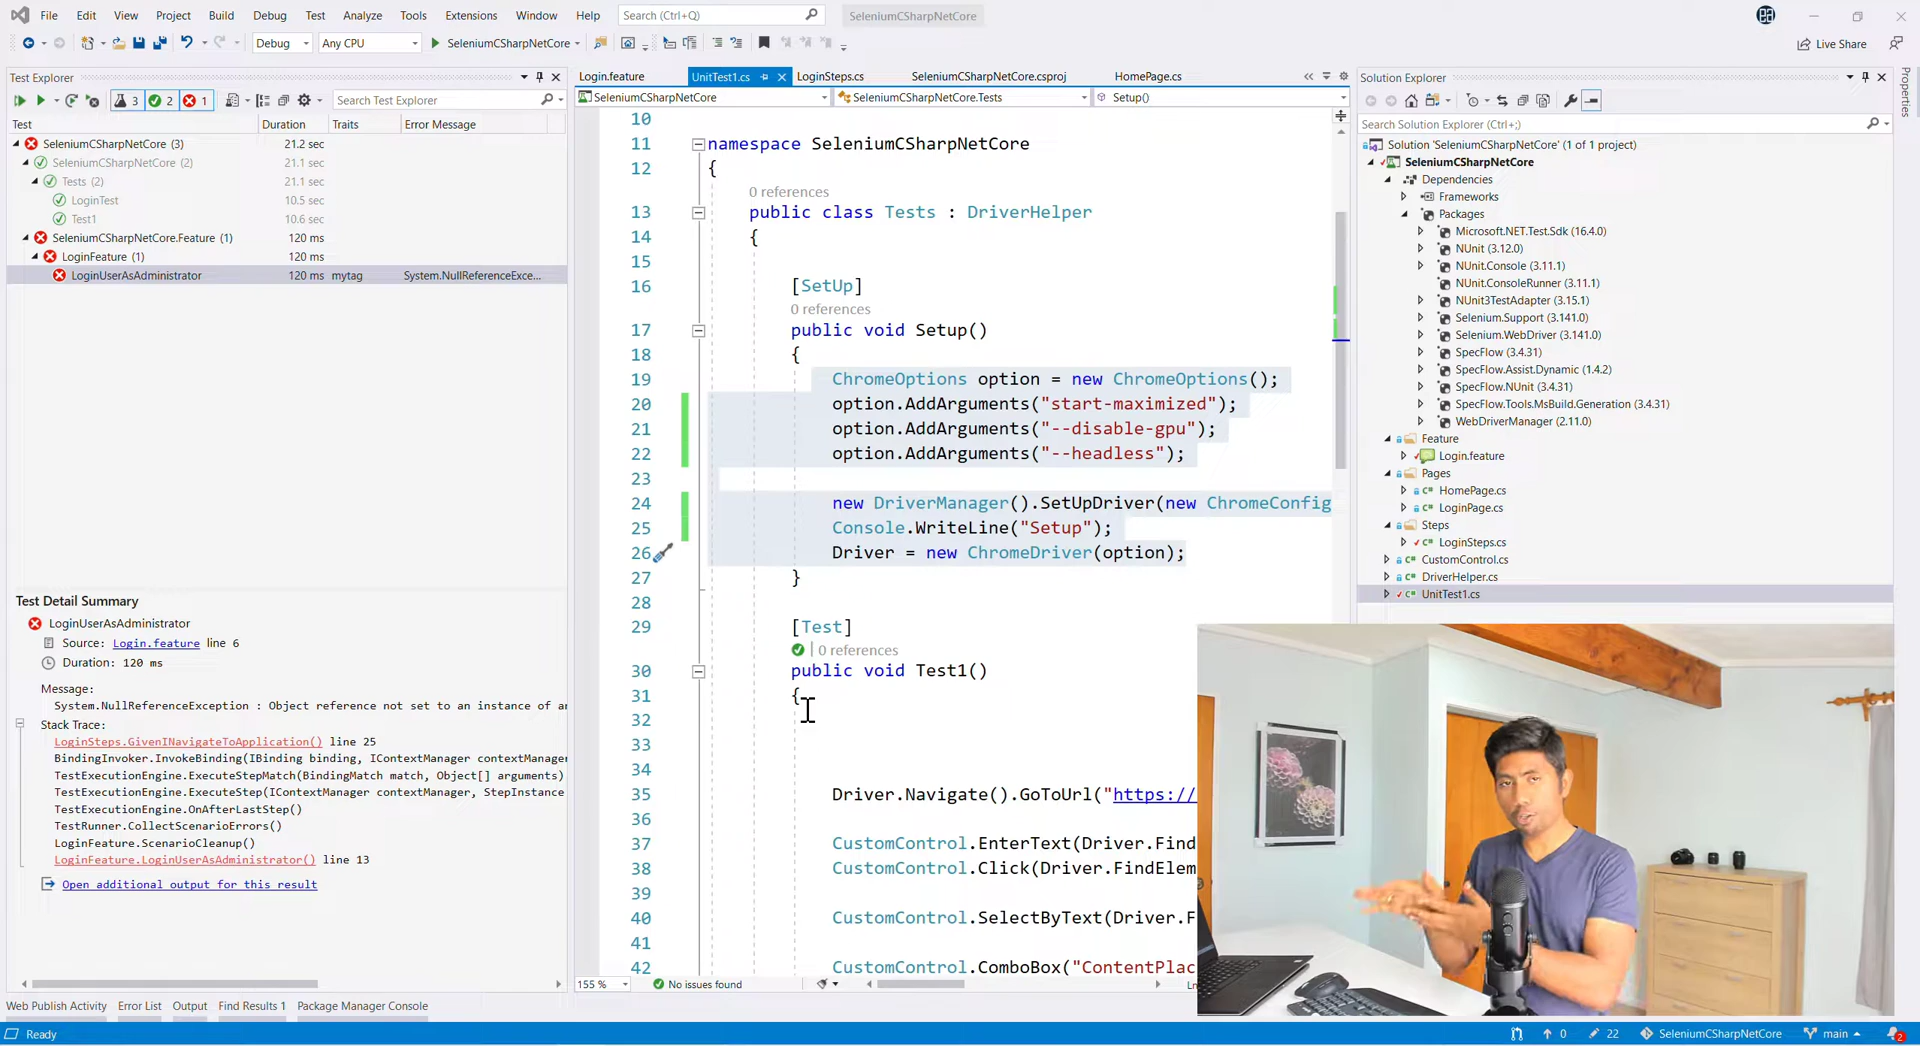 File Edit View Project Build Debug Test Analyze Tools Extensions Window Help Search (Ctrl+Q) SeleniumCSharpNetCore
Debug Any CPU SeleniumCSharpNetCore Live Share
Test Explorer
3 2 1 Search Test Explorer
Test Duration Traits Error Message
SeleniumCSharpNetCore (3) 21.2 sec
SeleniumCSharpNetCore (2) 21.1 sec
Tests (2) 21.1 sec
LoginTest 10.5 sec
Test1 10.6 sec
SeleniumCSharpNetCore.Feature (1) 120 ms
LoginFeature (1) 120 ms
LoginUserAsAdministrator 120 ms mytag System.NullReferenceExce...
Test Detail Summary
LoginUserAsAdministrator
Source: Login.feature line 6
Duration: 120 ms
Message:
System.NullReferenceException : Object reference not set to an instance of ar
Stack Trace:
LoginSteps.GivenINavigateToApplication() line 25
BindingInvoker.InvokeBinding(IBinding binding, IContextManager contextManager
TestExecutionEngine.ExecuteStepMatch(BindingMatch match, Object[] arguments)
TestExecutionEngine.ExecuteStep(IContextManager contextManager, StepInstance
TestExecutionEngine.OnAfterLastStep()
TestRunner.CollectScenarioErrors()
LoginFeature.ScenarioCleanup()
LoginFeature.LoginUserAsAdministrator() line 13
Open additional output for this result
Login.feature UnitTest1.cs LoginSteps.cs SeleniumCSharpNetCore.csproj HomePage.cs
SeleniumCSharpNetCore SeleniumCSharpNetCore.Tests Setup()
10
11 namespace SeleniumCSharpNetCore
12 {
0 references
13 public class Tests : DriverHelper
14 {
15
16 [SetUp]
0 references
17 public void Setup()
18 {
19 ChromeOptions option = new ChromeOptions();
20 option.AddArguments("start-maximized");
21 option.AddArguments("--disable-gpu");
22 option.AddArguments("--headless");
23
24 new DriverManager().SetUpDriver(new ChromeConfig
25 Console.WriteLine("Setup");
26 Driver = new ChromeDriver(option);
27 }
28
29 [Test]
0 references
30 public void Test1()
31 {
32
33
34
35 Driver.Navigate().GoToUrl("https://
36
37 CustomControl.EnterText(Driver.Find
38 CustomControl.Click(Driver.FindElem
39
40 CustomControl.SelectByText(Driver.F
41
42 CustomControl.ComboBox("ContentPlac
155 % No issues found Ln
Solution Explorer
Search Solution Explorer (Ctrl+;)
Solution 'SeleniumCSharpNetCore' (1 of 1 project)
SeleniumCSharpNetCore
Dependencies
Frameworks
Packages
Microsoft.NET.Test.Sdk (16.4.0)
NUnit (3.12.0)
NUnit.Console (3.11.1)
NUnit.ConsoleRunner (3.11.1)
NUnit3TestAdapter (3.15.1)
Selenium.Support (3.141.0)
Selenium.WebDriver (3.141.0)
SpecFlow (3.4.31)
SpecFlow.Assist.Dynamic (1.4.2)
SpecFlow.NUnit (3.4.31)
SpecFlow.Tools.MsBuild.Generation (3.4.31)
WebDriverManager (2.11.0)
Feature
Login.feature
Pages
HomePage.cs
LoginPage.cs
Steps
LoginSteps.cs
CustomControl.cs
DriverHelper.cs
UnitTest1.cs
Properties
Web Publish Activity Error List Output Find Results 1 Package Manager Console
Ready 0 22 SeleniumCSharpNetCore main 2